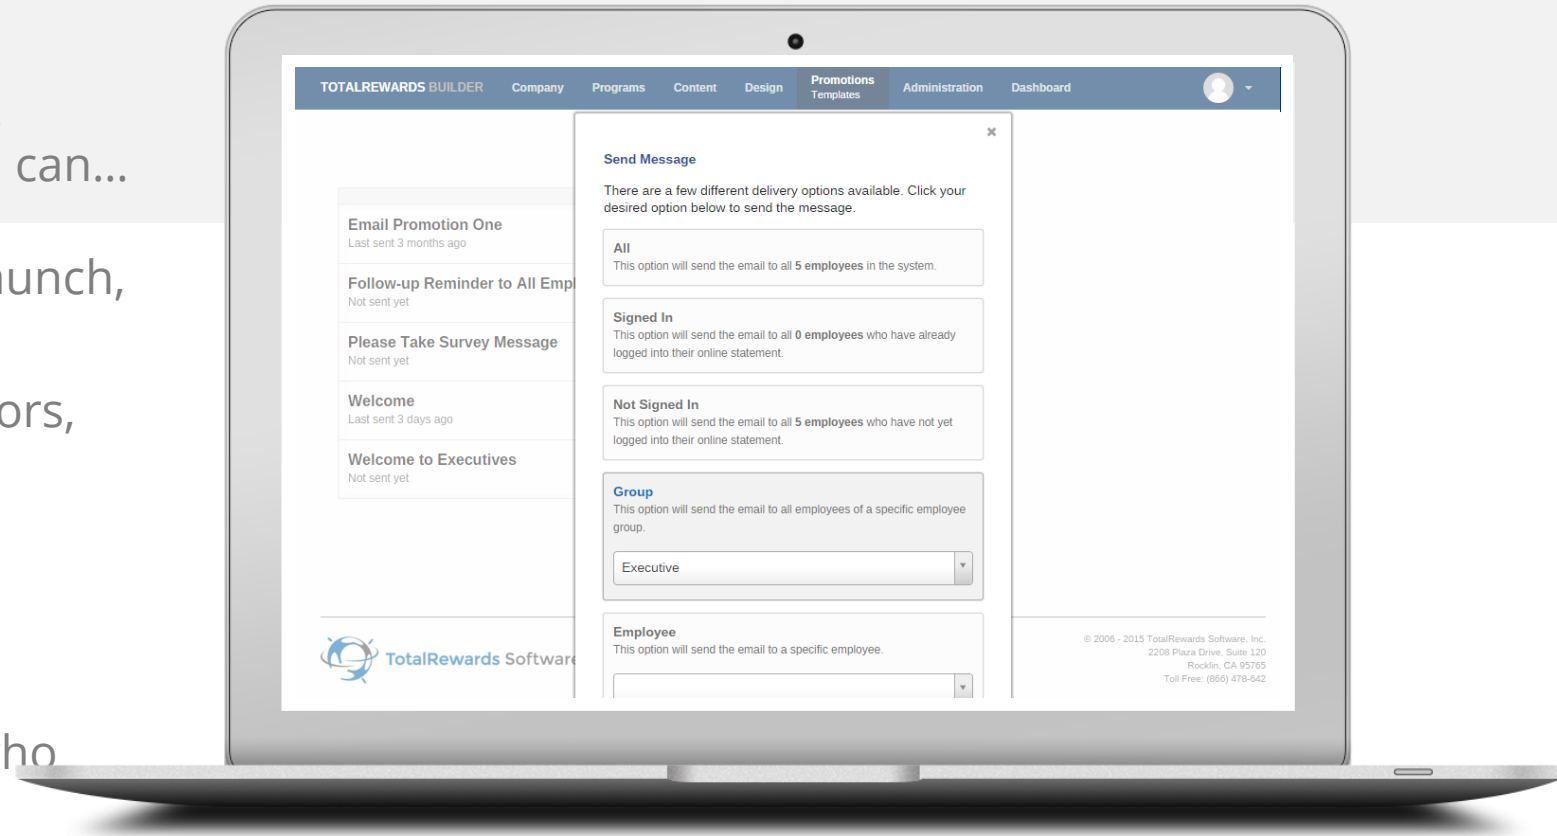 can...
unch,
ors,
ho
TOTALREWARDS BUILDER Company Programs Content Design Promotions Administration Dashboard
Templates
Email Promotion One
Last sent 3 months ago
Follow-up Reminder to All Empl
Not sent yet
Please Take Survey Message
Not sent yet
Welcome
Last sent 3 days ago
Welcome to Executives
Not sent yet
Send Message
There are a few different delivery options available. Click your
desired option below to send the message.
All
This option will send the email to all 5 employees in the system.
Signed In
This option will send the email to all 0 employees who have already
logged into their online statement.
Not Signed In
This option will send the email to all 5 employees who have not yet
logged into their online statement.
Group
This option will send the email to all employees of a specific employee
group.
Executive
Employee
This option will send the email to a specific employee.
TotalRewards Software
© 2006 - 2015 TotalRewards Software, Inc.
2208 Plaza Drive, Suite 120
Rocklin, CA 95765
Toll Free: (866) 478-642